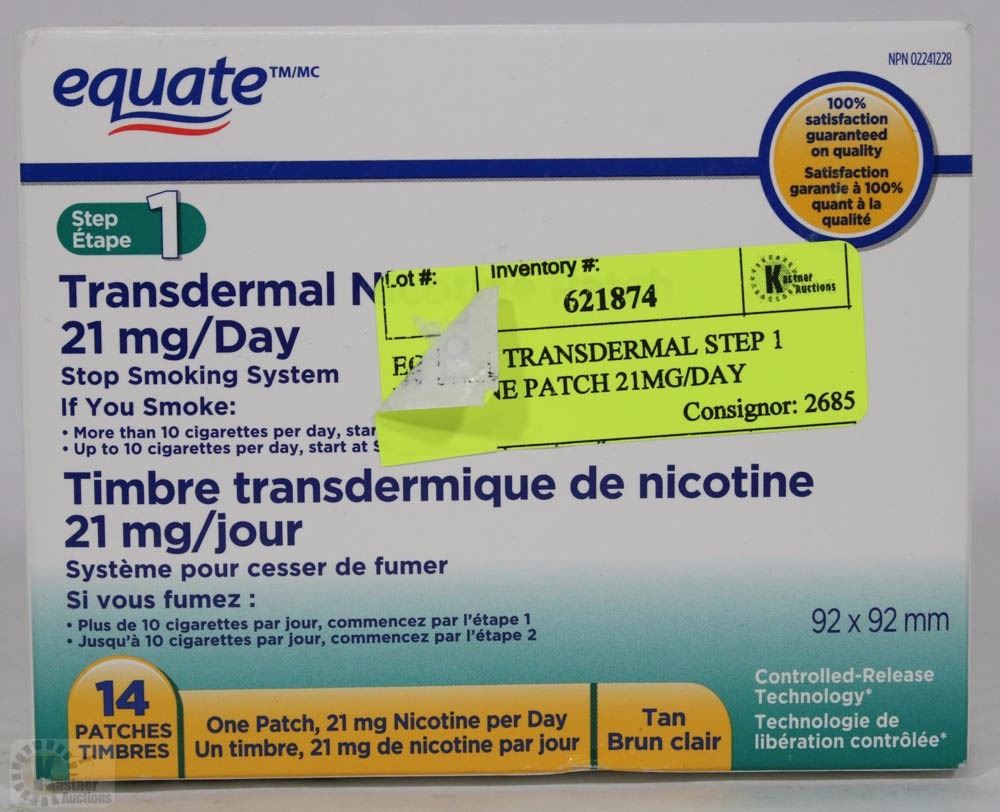 equate TM/MC
NPN 02241228
100%
satisfaction
guaranteed
on quality
Satisfaction
garantie à 100%
quant à la
qualité
Step 1
Étape
Transdermal N
21 mg/Day
Stop Smoking System
If You Smoke:
• More than 10 cigarettes per day, star
• Up to 10 cigarettes per day, start at S
Lot #:
Inventory #:
621874
Kastner
Auctions
TRANSDERMAL STEP 1
NE PATCH 21MG/DAY
Consignor: 2685
Timbre transdermique de nicotine
21 mg/jour
Système pour cesser de fumer
Si vous fumez :
• Plus de 10 cigarettes par jour, commencez par l'étape 1
• Jusqu'à 10 cigarettes par jour, commencez par l'étape 2
92 x 92 mm
14
PATCHES
TIMBRES
One Patch, 21 mg Nicotine per Day
Un timbre, 21 mg de nicotine par jour
Tan
Brun clair
Controlled-Release
Technology*
Technologie de
libération contrôlée*
Kastner
Auctions